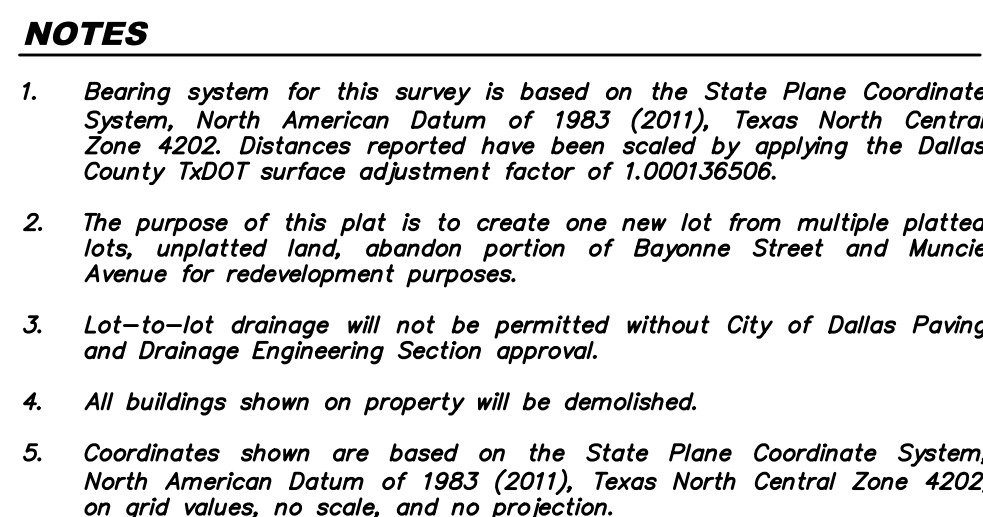 NOTES
1. Bearing system for this survey is based on the State Plane Coordinate
System, North American Datum of 1983 (2011), Texas North Central
Zone 4202. Distances reported have been scaled by applying the Dallas
County TxDOT surface adjustment factor of 1.000136506.
2. The purpose of this plat is to create one new lot from multiple platted
lots, unplatted land, abandon portion of Bayonne Street and Muncie
Avenue for redevelopment purposes.
3. Lot-to-lot drainage will not be permitted without City of Dallas Paving
and Drainage Engineering Section approval.
4. All buildings shown on property will be demolished.
5. Coordinates shown are based on the State Plane Coordinate System,
North American Datum of 1983 (2011), Texas North Central Zone 4202,
on grid values, no scale, and no projection.